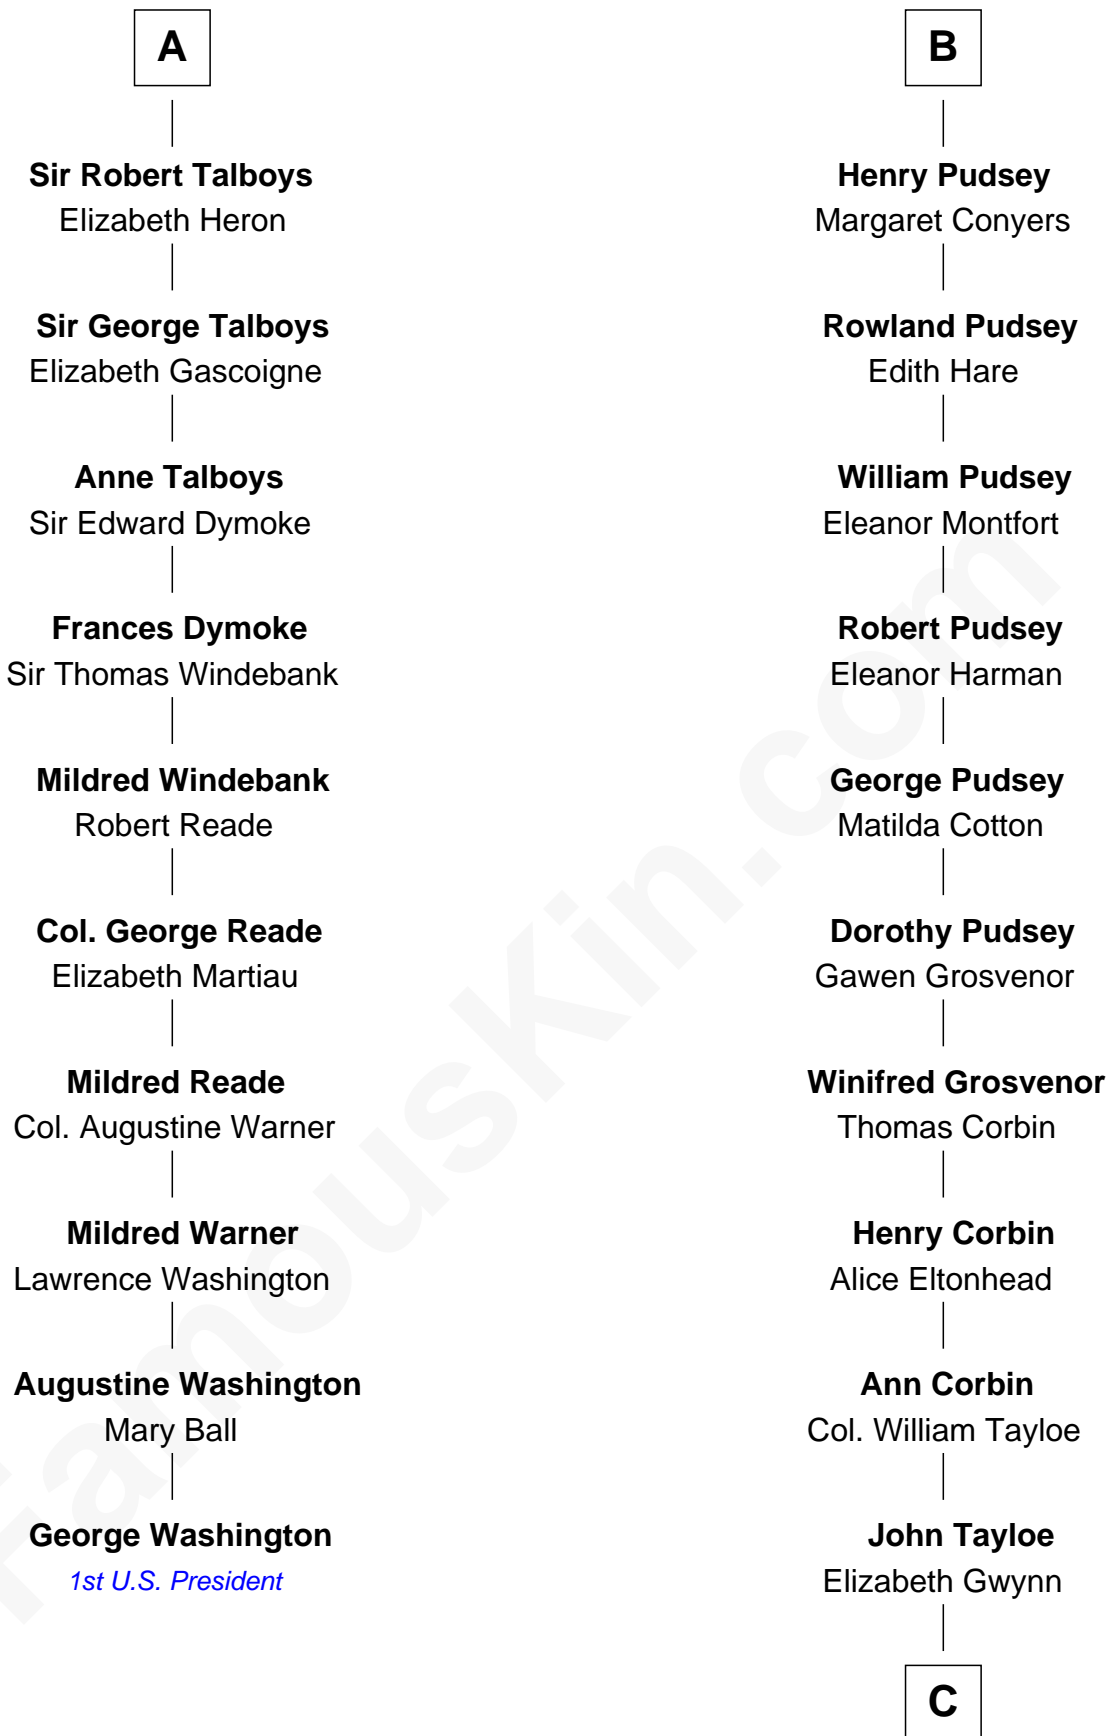 A
Sir Robert Talboys
Elizabeth Heron
Sir George Talboys
Elizabeth Gascoigne
Anne Talboys
Sir Edward Dymoke
Frances Dymoke
Sir Thomas Windebank
Mildred Windebank
Robert Reade
Col. George Reade
Elizabeth Martiau
Mildred Reade
Col. Augustine Warner
Mildred Warner
Lawrence Washington
Augustine Washington
Mary Ball
George Washington
1st U.S. President
B
Henry Pudsey
Margaret Conyers
Rowland Pudsey
Edith Hare
William Pudsey
Eleanor Montfort
Robert Pudsey
Eleanor Harman
George Pudsey
Matilda Cotton
Dorothy Pudsey
Gawen Grosvenor
Winifred Grosvenor
Thomas Corbin
Henry Corbin
Alice Eltonhead
Ann Corbin
Col. William Tayloe
John Tayloe
Elizabeth Gwynn
C
FamousKin.com